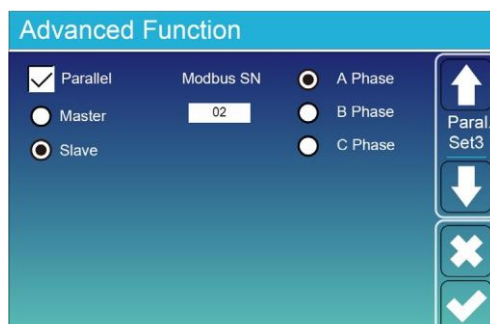 Advanced Function
Parallel Modbus SN A Phase
Master 02 B Phase
Slave C Phase
Paral.
Set3